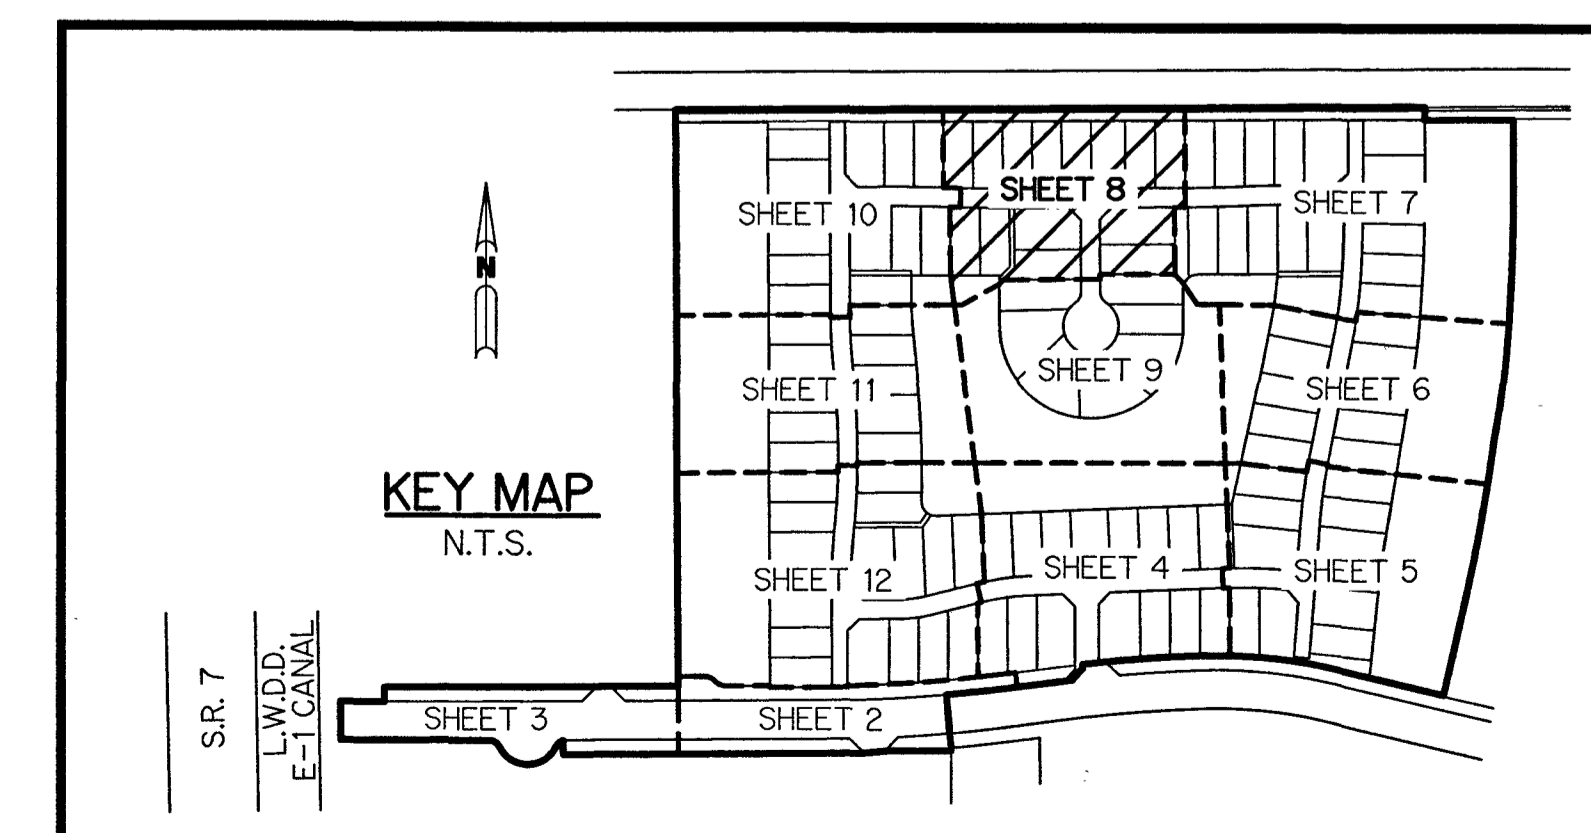 SHEET 8
SHEET 10
SHEET 7
N
SHEET 9
SHEET 11
SHEET 6
KEY MAP
N.T.S.
SHEET 12
SHEET 4
SHEET 5
S.R. 7
L.W.D.D.
E-1 CANAL
SHEET 3
SHEET 2